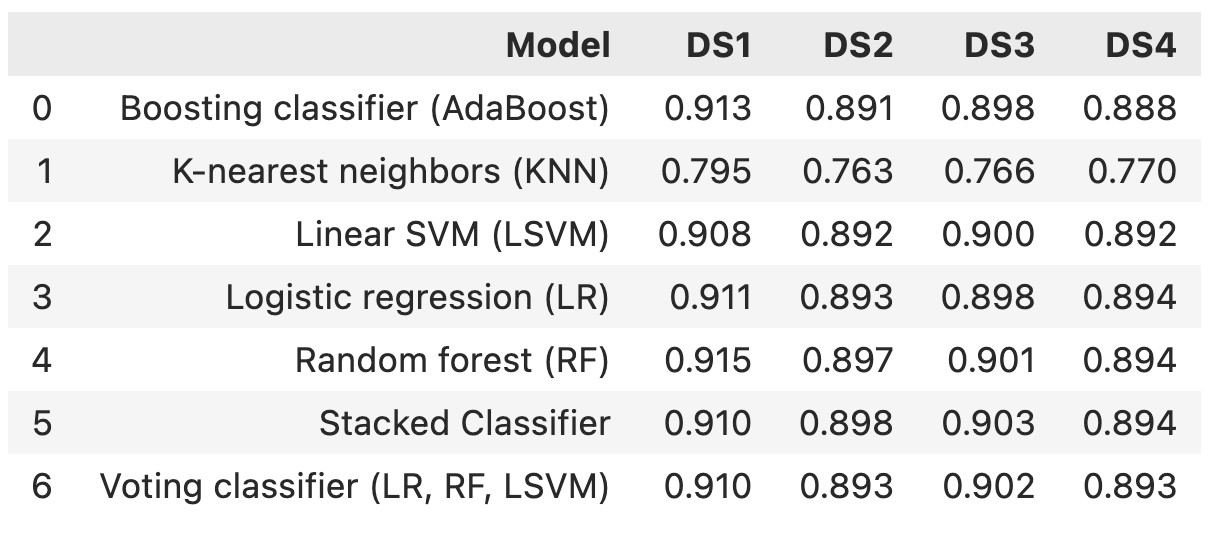 Model DS1 DS2 DS3 DS4
0 Boosting classifier (AdaBoost) 0.913 0.891 0.898 0.888
1 K-nearest neighbors (KNN) 0.795 0.763 0.766 0.770
2 Linear SVM (LSVM) 0.908 0.892 0.900 0.892
3 Logistic regression (LR) 0.911 0.893 0.898 0.894
4 Random forest (RF) 0.915 0.897 0.901 0.894
5 Stacked Classifier 0.910 0.898 0.903 0.894
6 Voting classifier (LR, RF, LSVM) 0.910 0.893 0.902 0.893